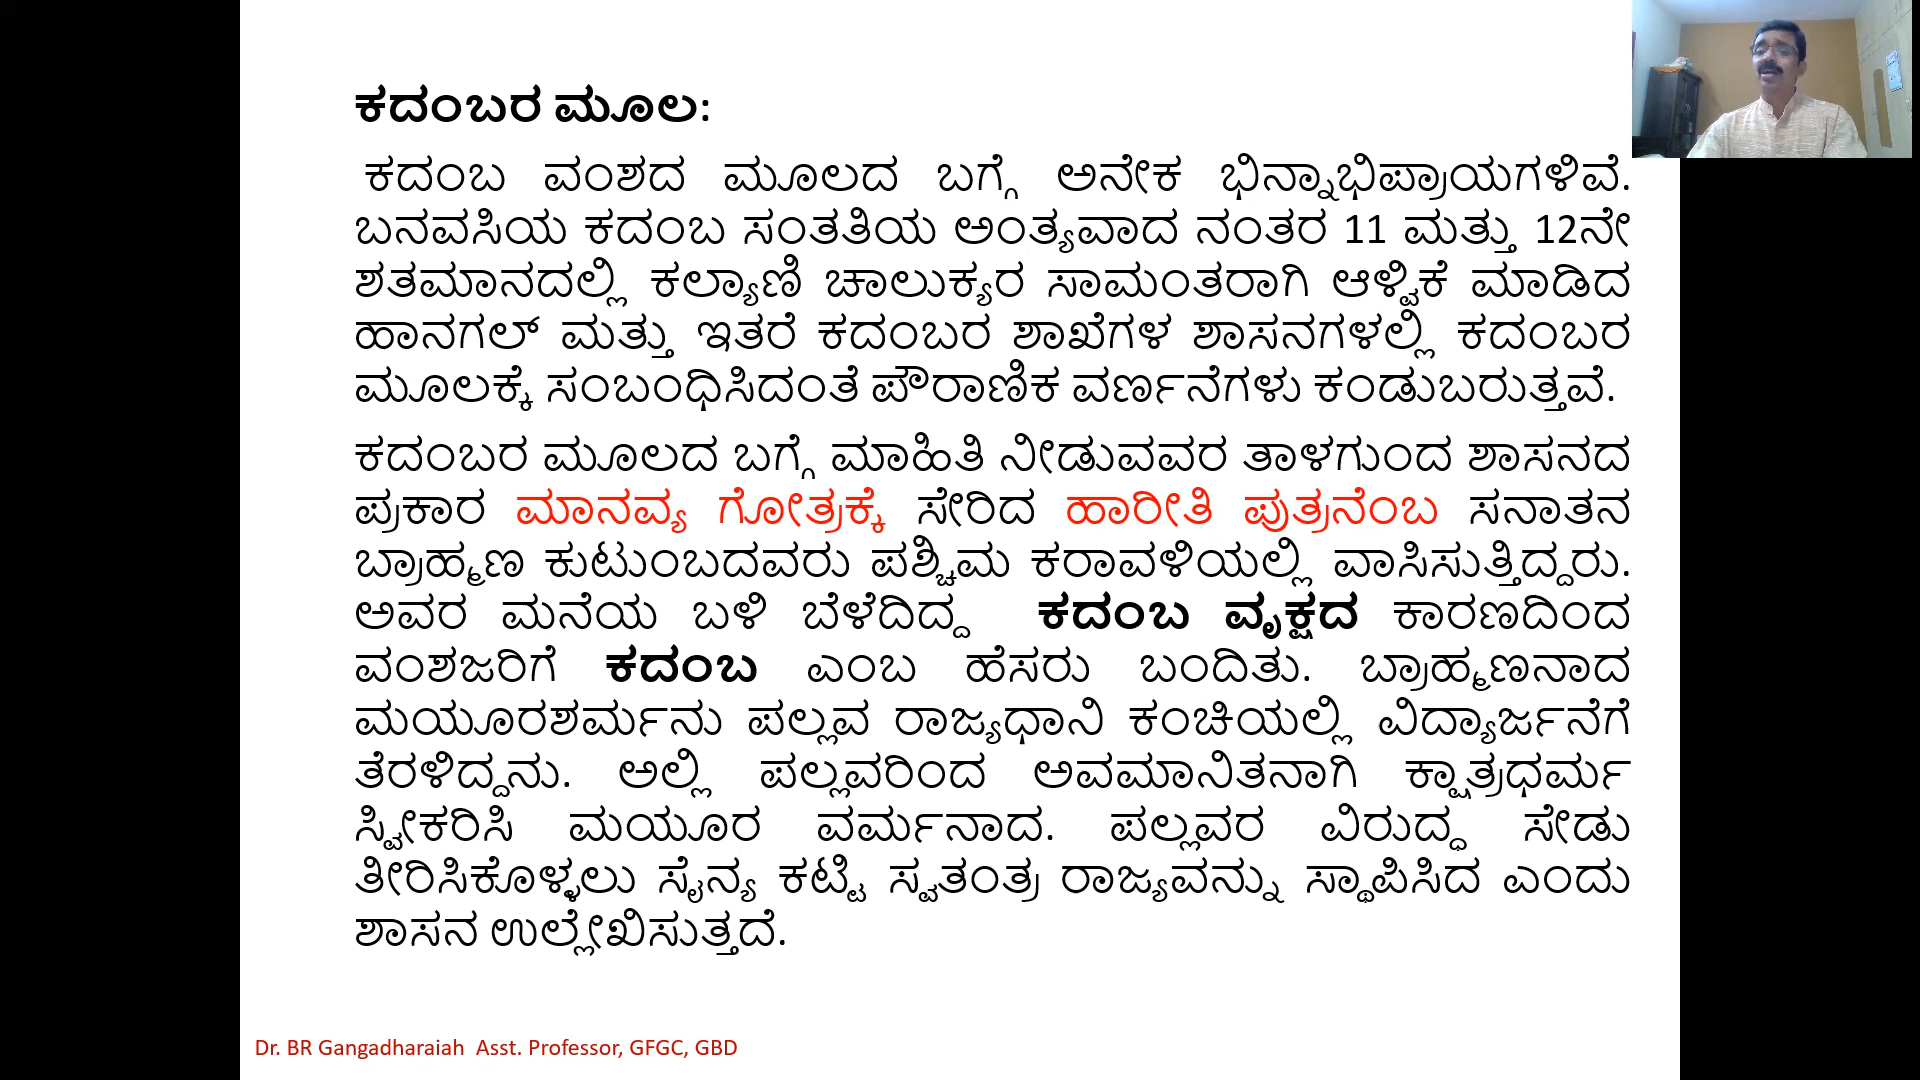 ಕದಂಬರ ಮೂಲ:
ಕದಂಬ ವಂಶದ ಮೂಲದ ಬಗ್ಗೆ ಅನೇಕ ಭಿನ್ನಾಭಿಪ್ರಾಯಗಳಿವೆ.
ಬನವಸಿಯ ಕದಂಬ ಸಂತತಿಯ ಅಂತ್ಯವಾದ ನಂತರ 11 ಮತ್ತು 12ನೇ
ಶತಮಾನದಲ್ಲಿ ಕಲ್ಯಾಣಿ ಚಾಲುಕ್ಯರ ಸಾಮಂತರಾಗಿ ಆಳ್ವಿಕೆ ಮಾಡಿದ
ಹಾನಗಲ್ ಮತ್ತು ಇತರೆ ಕದಂಬರ ಶಾಖೆಗಳ ಶಾಸನಗಳಲ್ಲಿ ಕದಂಬರ
ಮೂಲಕ್ಕೆ ಸಂಬಂಧಿಸಿದಂತೆ ಪೌರಾಣಿಕ ವರ್ಣನೆಗಳು ಕಂಡುಬರುತ್ತವೆ.
ಕದಂಬರ ಮೂಲದ ಬಗ್ಗೆ ಮಾಹಿತಿ ನೀಡುವವರ ತಾಳಗುಂದ ಶಾಸನದ
ಪ್ರಕಾರ ಮಾನವ್ಯ ಗೋತ್ರಕ್ಕೆ ಸೇರಿದ ಹಾರೀತಿ ಪುತ್ರನೆಂಬ ಸನಾತನ
ಬ್ರಾಹ್ಮಣ ಕುಟುಂಬದವರು ಪಶ್ಚಿಮ ಕರಾವಳಿಯಲ್ಲಿ ವಾಸಿಸುತ್ತಿದ್ದರು.
ಅವರ ಮನೆಯ ಬಳಿ ಬೆಳೆದಿದ್ದ ಕದಂಬ ವೃಕ್ಷದ ಕಾರಣದಿಂದ
ವಂಶಜರಿಗೆ ಕದಂಬ ಎಂಬ ಹೆಸರು ಬಂದಿತು. ಬ್ರಾಹ್ಮಣನಾದ
ಮಯೂರಶರ್ಮನು ಪಲ್ಲವ ರಾಜ್ಯಧಾನಿ ಕಂಚಿಯಲ್ಲಿ ವಿದ್ಯಾರ್ಜನೆಗೆ
ತೆರಳಿದ್ದನು. ಅಲ್ಲಿ ಪಲ್ಲವರಿಂದ ಅವಮಾನಿತನಾಗಿ ಕ್ಷಾತ್ರಧರ್ಮ
ಸ್ವೀಕರಿಸಿ ಮಯೂರ ವರ್ಮನಾದ. ಪಲ್ಲವರ ವಿರುದ್ಧ ಸೇಡು
ತೀರಿಸಿಕೊಳ್ಳಲು ಸೈನ್ಯ ಕಟ್ಟಿ ಸ್ವತಂತ್ರ ರಾಜ್ಯವನ್ನು ಸ್ಥಾಪಿಸಿದ ಎಂದು
ಶಾಸನ ಉಲ್ಲೇಖಿಸುತ್ತದೆ.
Dr. BR Gangadharaiah Asst. Professor, GFGC, GBD